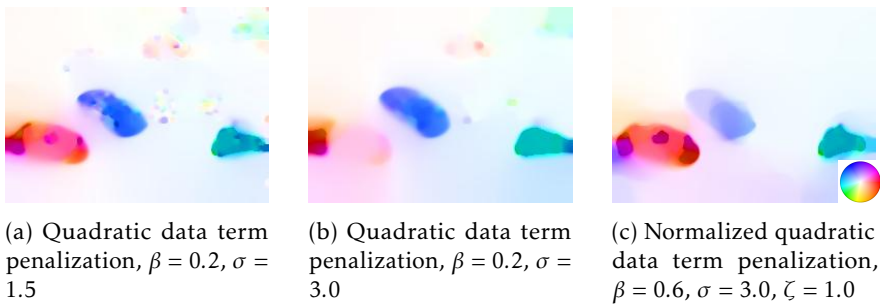 (a) Quadratic data term
penalization, β = 0.2, σ =
1.5
(b) Quadratic data term
penalization, β = 0.2, σ =
3.0
(c) Normalized quadratic
data term penalization,
β = 0.6, σ = 3.0, ζ = 1.0